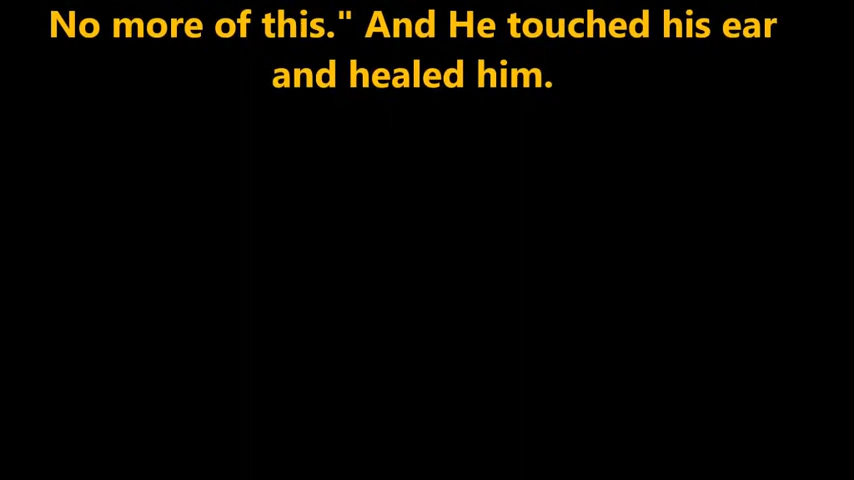 No more of this." And He touched his ear
and healed him.